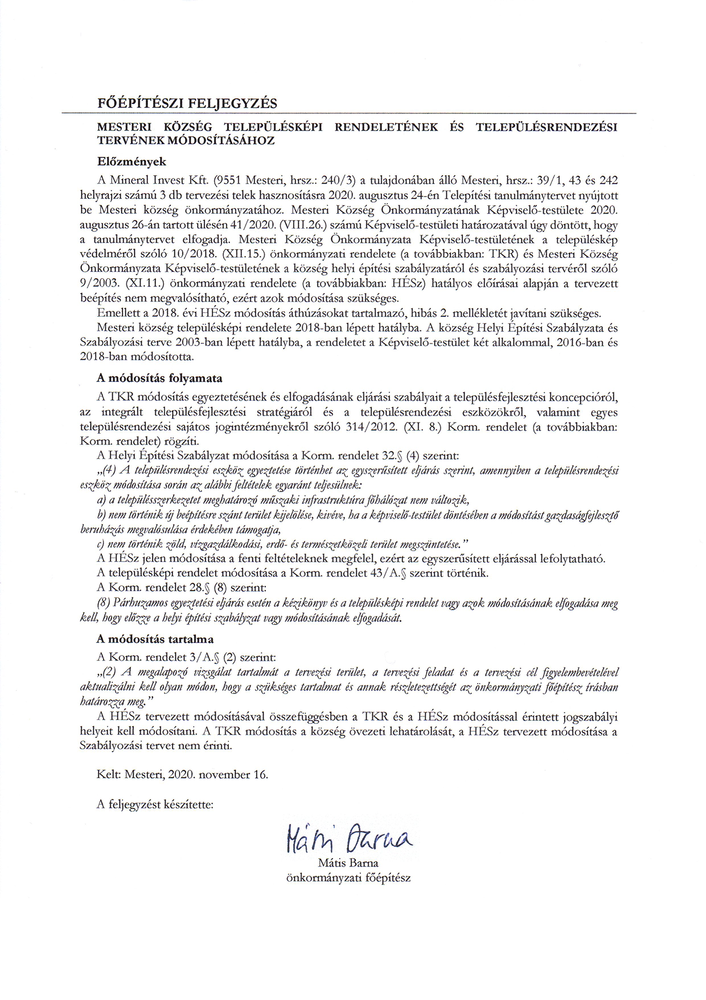 FŐÉPÍTÉSZI FELJEGYZÉS
MESTERI KÖZSÉG TELEPÜLÉSKÉPI RENDELETÉNEK ÉS TELEPÜLÉSRENDEZÉSI
TERVÉNEK MÓDOSÍTÁSÁHOZ
Előzmények
A Mineral Invest Kft. (9551 Mesteri, hrsz.: 240/3) a tulajdonában álló Mesteri, hrsz.: 39/1, 43 és 242
helyrajzi számú 3 db tervezési telek hasznosításra 2020. augusztus 24-én Telepítési tanulmánytervet nyújtott
be Mesteri község önkormányzatához. Mesteri Község Önkormányzatának Képviselő-testülete 2020.
augusztus 26-án tartott ülésén 41/2020. (VIII.26.) számú Képviselő-testületi határozatával úgy döntött, hogy
a tanulmánytervet elfogadja. Mesteri Község Önkormányzata Képviselő-testületének a településkép
védelméről szóló 10/2018. (XII.15.) önkormányzati rendelete (a továbbiakban: TKR) és Mesteri Község
Önkormányzata Képviselő-testületének a község helyi építési szabályzatáról és szabályozási tervéről szóló
9/2003. (XI.11.) önkormányzati rendelete (a továbbiakban: HÉSz) hatályos előírásai alapján a tervezett
beépítés nem megvalósítható, ezért azok módosítása szükséges.
Emellett a 2018. évi HÉSz módosítás áthúzásokat tartalmazó, hibás 2. mellékletét javítani szükséges.
Mesteri község településképi rendelete 2018-ban lépett hatályba. A község Helyi Építési Szabályzata és
Szabályozási terve 2003-ban lépett hatályba, a rendeletet a Képviselő-testület két alkalommal, 2016-ban és
2018-ban módosította.
A módosítás folyamata
A TKR módosítás egyeztetésének és elfogadásának eljárási szabályait a településfejlesztési koncepcióról,
az integrált településfejlesztési stratégiáról és a településrendezési eszközökről, valamint egyes
településrendezési sajátos jogintézményekről szóló 314/2012. (XI. 8.) Korm. rendelet (a továbbiakban:
Korm. rendelet) rögzíti.
A Helyi Építési Szabályzat módosítása a Korm. rendelet 32.§ (4) szerint:
„(4) A településrendezési eszköz egyeztetése történhet az egyszerűsített eljárás szerint, amennyiben a településrendezési
eszköz módosítása során az alábbi feltételek egyaránt teljesülnek:
a) a településszerkezetet meghatározó műszaki infrastruktúra főhálózat nem változik,
b) nem történik új beépítésre szánt terület kijelölése, kivéve, ha a képviselő-testület döntésében a módosítást gazdaságfejlesztő
beruházás megvalósulása érdekében támogatja,
c) nem történik zöld, vízgazdálkodási, erdő- és természetközeli terület megszüntetése.”
A HÉSz jelen módosítása a fenti feltételeknek megfelel, ezért az egyszerűsített eljárással lefolytatható.
A településképi rendelet módosítása a Korm. rendelet 43/A.§ szerint történik.
A Korm. rendelet 28.§ (8) szerint:
(8) Párhuzamos egyeztetési eljárás esetén a kézikönyv és a településképi rendelet vagy azok módosításának elfogadása meg
kell, hogy előzze a helyi építési szabályzat vagy módosításának elfogadását.
A módosítás tartalma
A Korm. rendelet 3/A.§ (2) szerint:
„(2) A megalapozó vizsgálat tartalmát a tervezési terület, a tervezési feladat és a tervezési cél figyelembevételével
aktualizálni kell olyan módon, hogy a szükséges tartalmat és annak részletezettségét az önkormányzati főépítész írásban
határozza meg.”
A HÉSz tervezett módosításával összefüggésben a TKR és a HÉSz módosítással érintett jogszabályi
helyeit kell módosítani. A TKR módosítás a község övezeti lehatárolását, a HÉSz tervezett módosítása a
Szabályozási tervet nem érinti.
Kelt: Mesteri, 2020. november 16.
A feljegyzést készítette:
Mátis Barna
Mátis Barna
önkormányzati főépítész